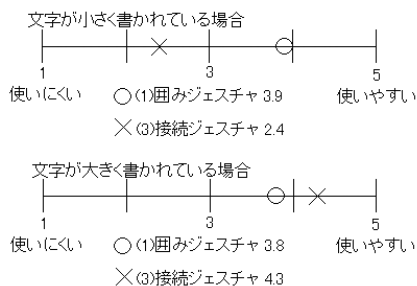 文字が小さく書かれている場合
1 3 5
使いにくい ○(1)囲みジェスチャ 3.9 使いやすい
×(3)接続ジェスチャ 2.4
文字が大きく書かれている場合
1 3 5
使いにくい ○(1)囲みジェスチャ 3.8 使いやすい
×(3)接続ジェスチャ 4.3